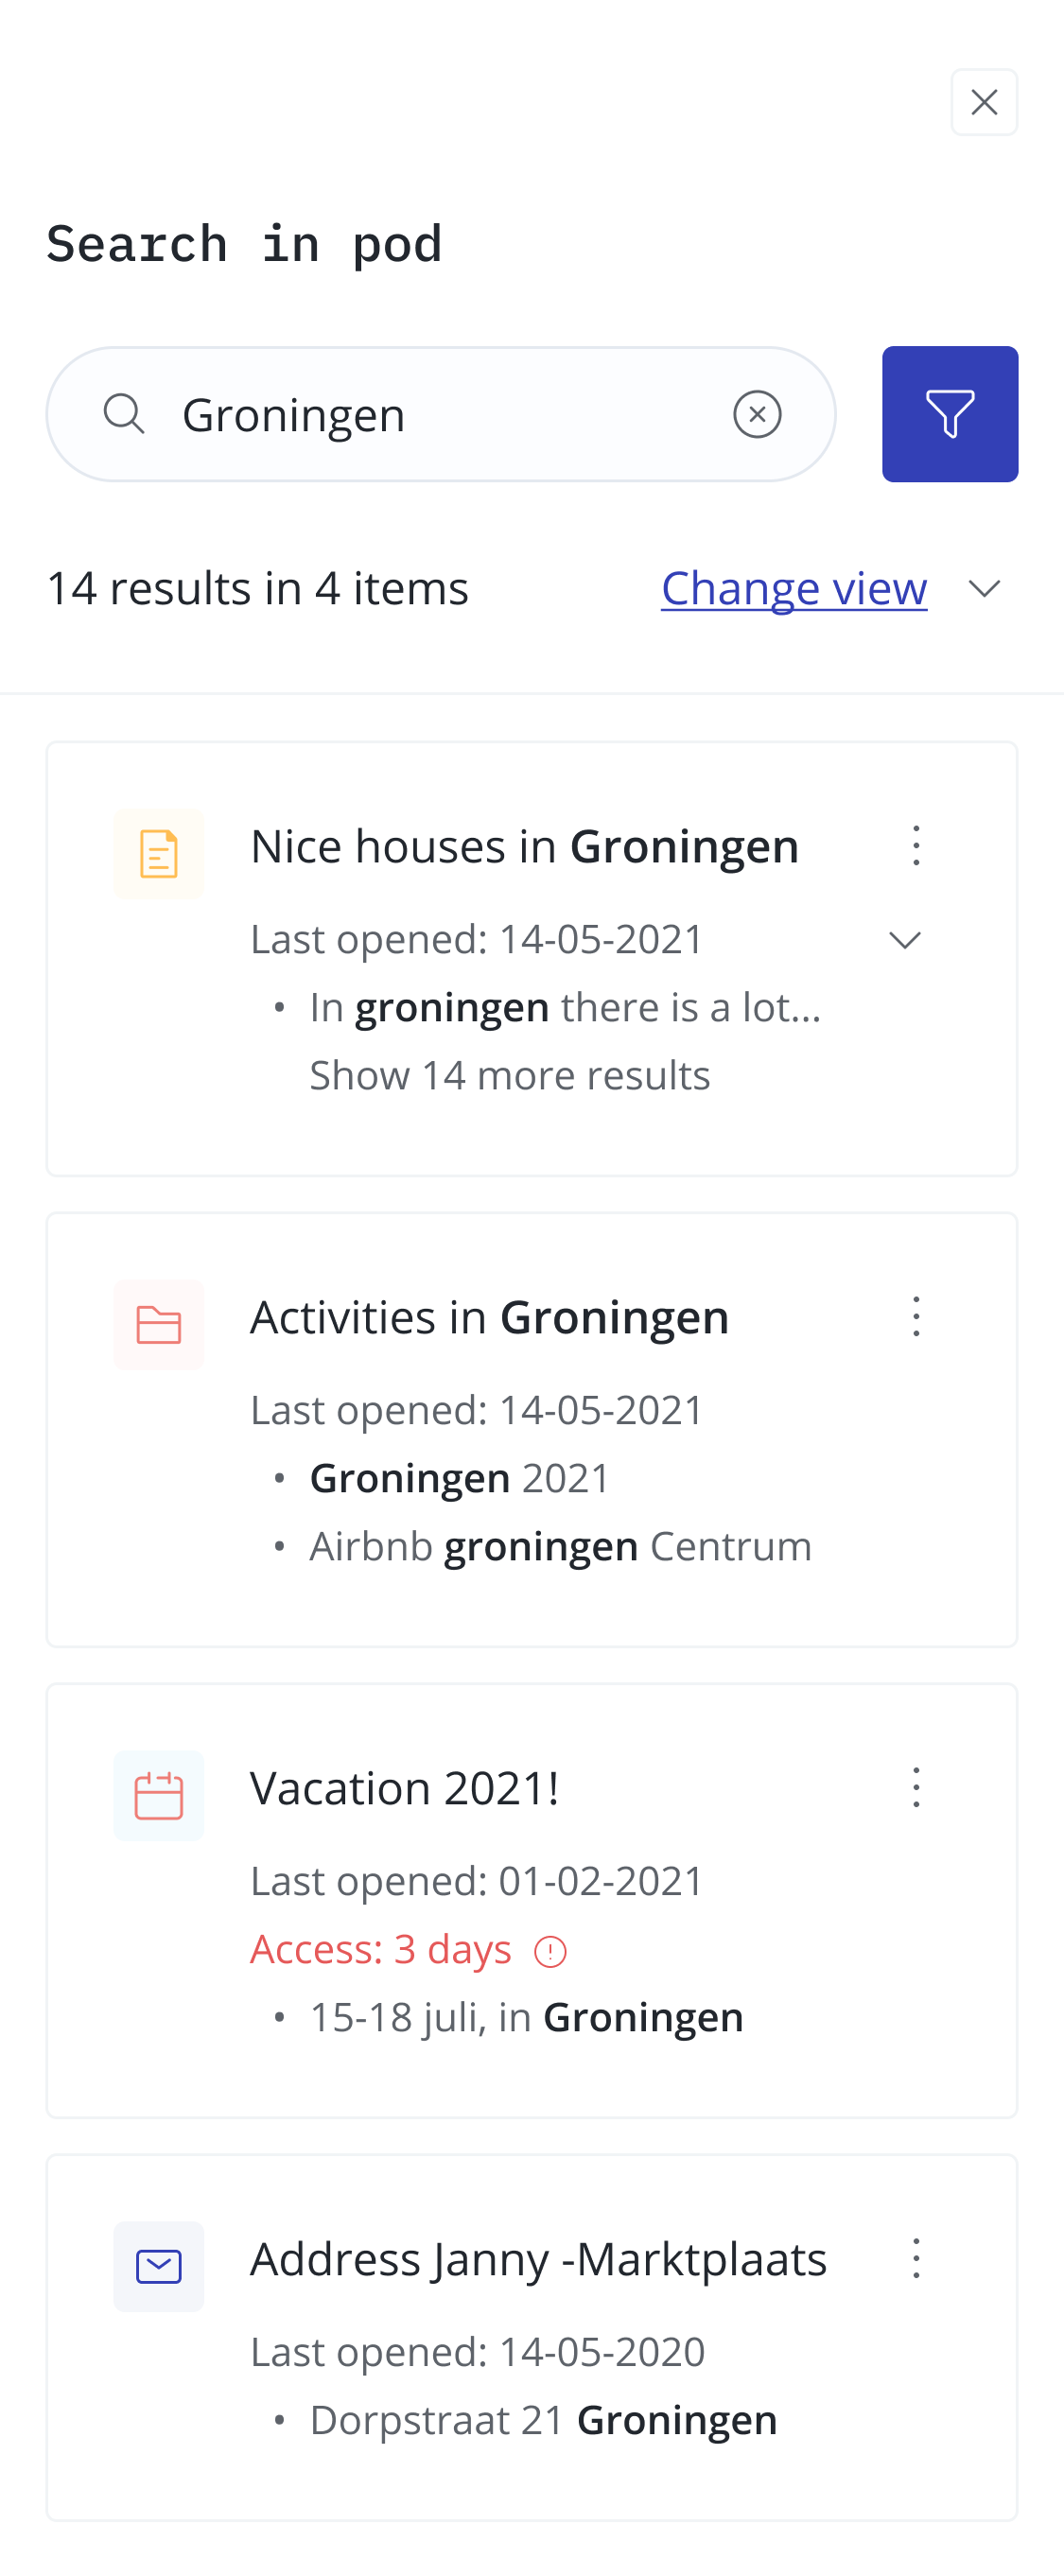 Search in pod
Groningen
14 results in 4 items
Change view
Nice houses in Groningen
Last opened: 14-05-2021
• In groningen there is a lot...
Show 14 more results
Activities in Groningen
Last opened: 14-05-2021
• Groningen 2021
• Airbnb groningen Centrum
Vacation 2021!
Last opened: 01-02-2021
Access: 3 days
• 15-18 juli, in Groningen
Address Janny -Marktplaats
Last opened: 14-05-2020
• Dorpstraat 21 Groningen